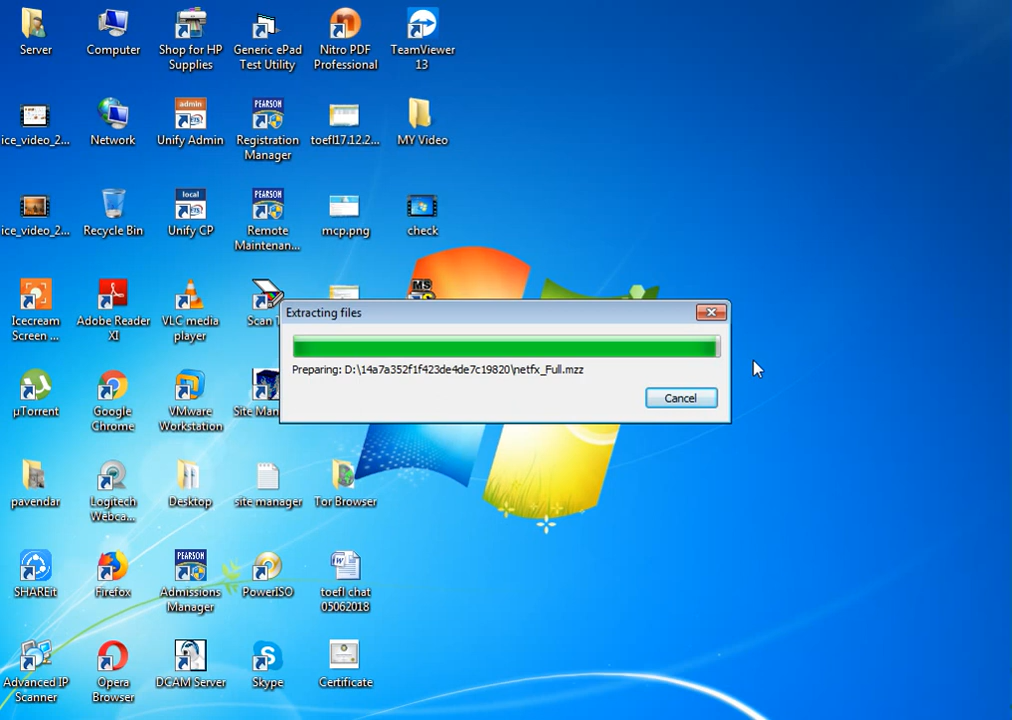 Server
Computer
Shop for HP
Supplies
Generic ePad
Test Utility
Nitro PDF
Professional
TeamViewer
13
ice_video_2...
Network
admin
Unify Admin
PEARSON
Registration
Manager
toefl17.12.2...
MY Video
ice_video_2...
Recycle Bin
local
Unify CP
PEARSON
Remote
Maintenan...
mcp.png
check
Icecream
Screen ...
Adobe Reader
XI
VLC media
player
Scan
MS
Extracting files
Preparing: D:\14a7a352f1f423de4de7c19820\netfx_Full.mzz
Cancel
µTorrent
Google
Chrome
VMware
Workstation
Site Man
pavendar
Logitech
Webca...
Desktop
site manager
Tor Browser
SHAREit
Firefox
PEARSON
Admissions
Manager
PowerISO
toefl chat
05062018
Advanced IP
Scanner
Opera
Browser
DCAM Server
Skype
Certificate